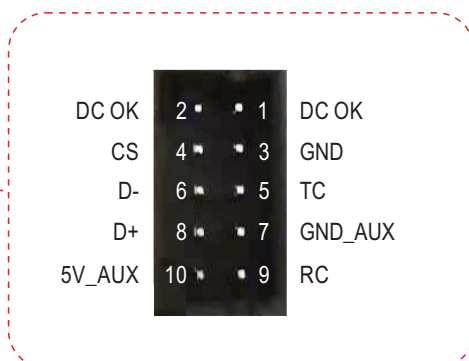 DC OK 2 1 DC OK
CS 4 3 GND
D- 6 5 TC
D+ 8 7 GND_AUX
5V_AUX 10 9 RC